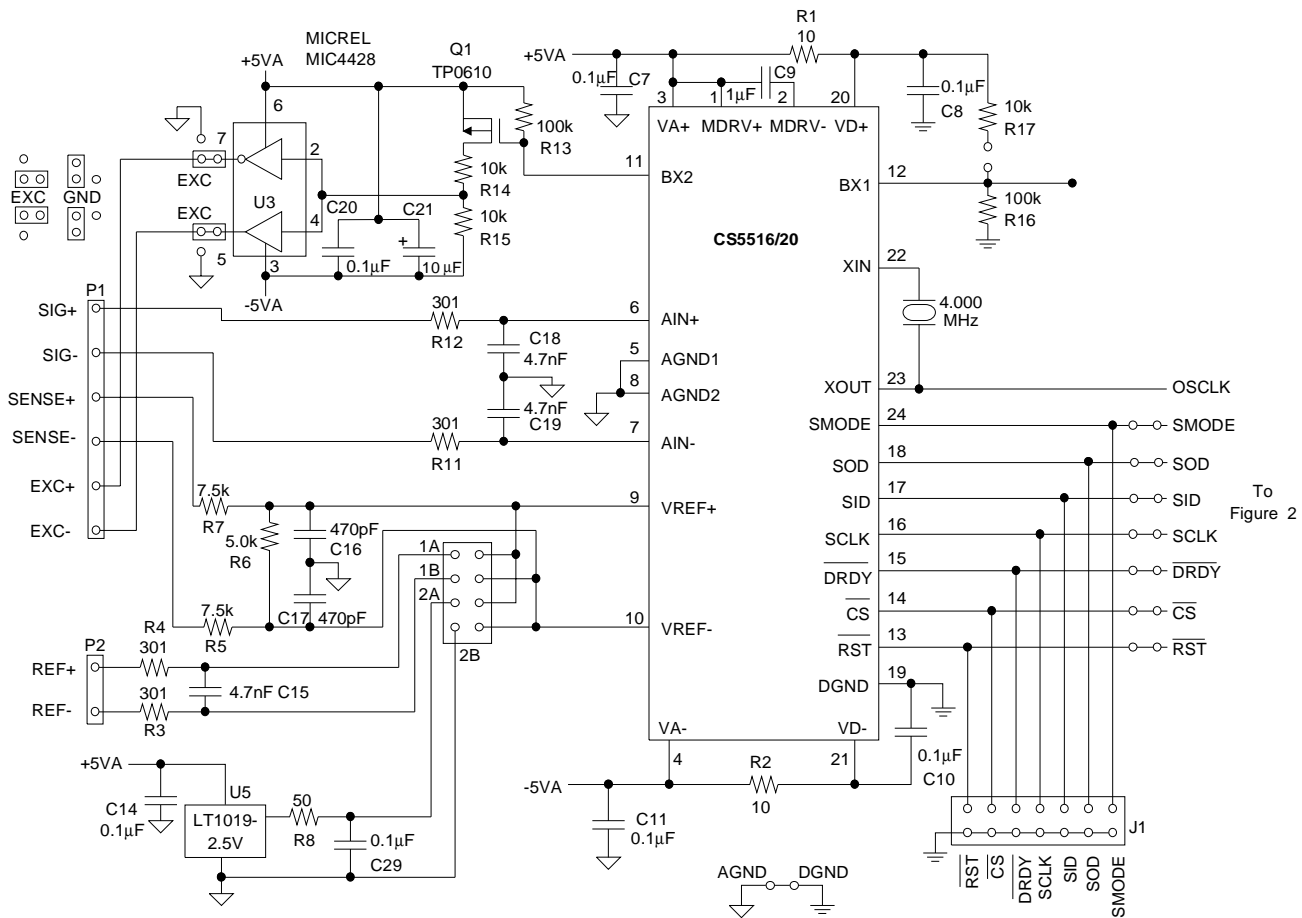 MICREL
MIC4428
+5VA
Q1
TP0610
6
7
2
EXC
U3
4
EXC
5
3
-5VA
EXC
GND
100k
R13
10k
R14
10k
R15
C20
0.1µF
C21
+
10 µF
+5VA
0.1µF
C7
R1
10
C9
1µF
3
1
2
20
VA+
MDRV+
MDRV-
VD+
0.1µF
C8
10k
R17
11
BX2
BX1
12
100k
R16
CS5516/20
XIN
22
4.000
MHz
XOUT
23
OSCLK
P1
SIG+
SIG-
SENSE+
SENSE-
EXC+
EXC-
301
R12
6
AIN+
C18
4.7nF
5
AGND1
8
AGND2
4.7nF
C19
301
R11
7
AIN-
7.5k
R7
9
VREF+
5.0k
R6
470pF
C16
C17
470pF
7.5k
R5
1A
1B
2A
2B
10
VREF-
P2
REF+
REF-
R4
301
301
R3
4.7nF C15
SMODE
24
SMODE
SOD
18
SOD
SID
17
SID
SCLK
16
SCLK
DRDY
15
DRDY
CS
14
CS
RST
13
RST
To
Figure 2
DGND
19
VA-
4
VD-
21
0.1µF
C10
-5VA
R2
10
C11
0.1µF
+5VA
C14
0.1µF
U5
LT1019-
2.5V
50
R8
0.1µF
C29
AGND
DGND
J1
RST
CS
DRDY
SCLK
SID
SOD
SMODE